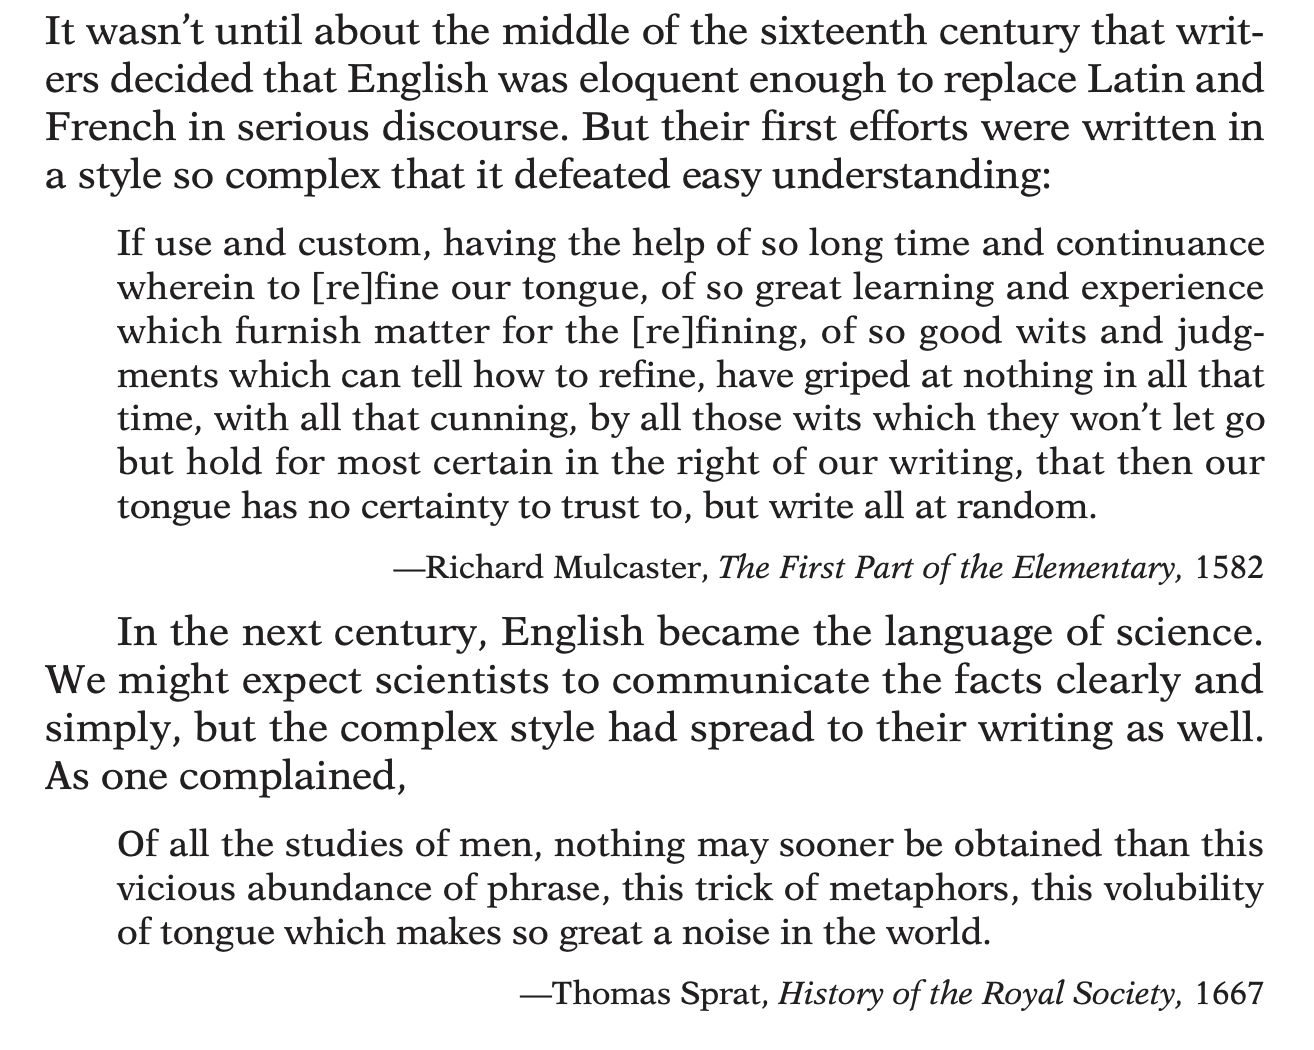 It wasn’t until about the middle of the sixteenth century that writ-
ers decided that English was eloquent enough to replace Latin and
French in serious discourse. But their first efforts were written in
a style so complex that it defeated easy understanding:
If use and custom, having the help of so long time and continuance
wherein to [re]fine our tongue, of so great learning and experience
which furnish matter for the [re]fining, of so good wits and judg-
ments which can tell how to refine, have griped at nothing in all that
time, with all that cunning, by all those wits which they won’t let go
but hold for most certain in the right of our writing, that then our
tongue has no certainty to trust to, but write all at random.
—Richard Mulcaster, The First Part of the Elementary, 1582
In the next century, English became the language of science.
We might expect scientists to communicate the facts clearly and
simply, but the complex style had spread to their writing as well.
As one complained,
Of all the studies of men, nothing may sooner be obtained than this
vicious abundance of phrase, this trick of metaphors, this volubility
of tongue which makes so great a noise in the world.
—Thomas Sprat, History of the Royal Society, 1667